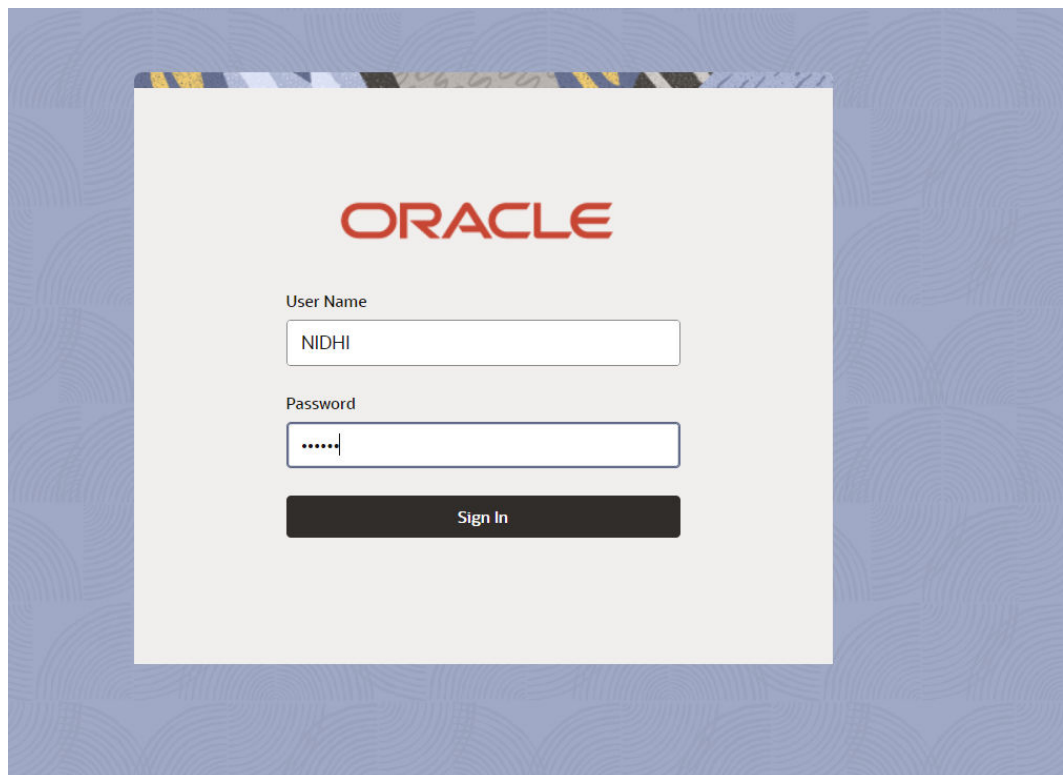 ORACLE
User Name
NIDHI
Password
••••••
Sign In